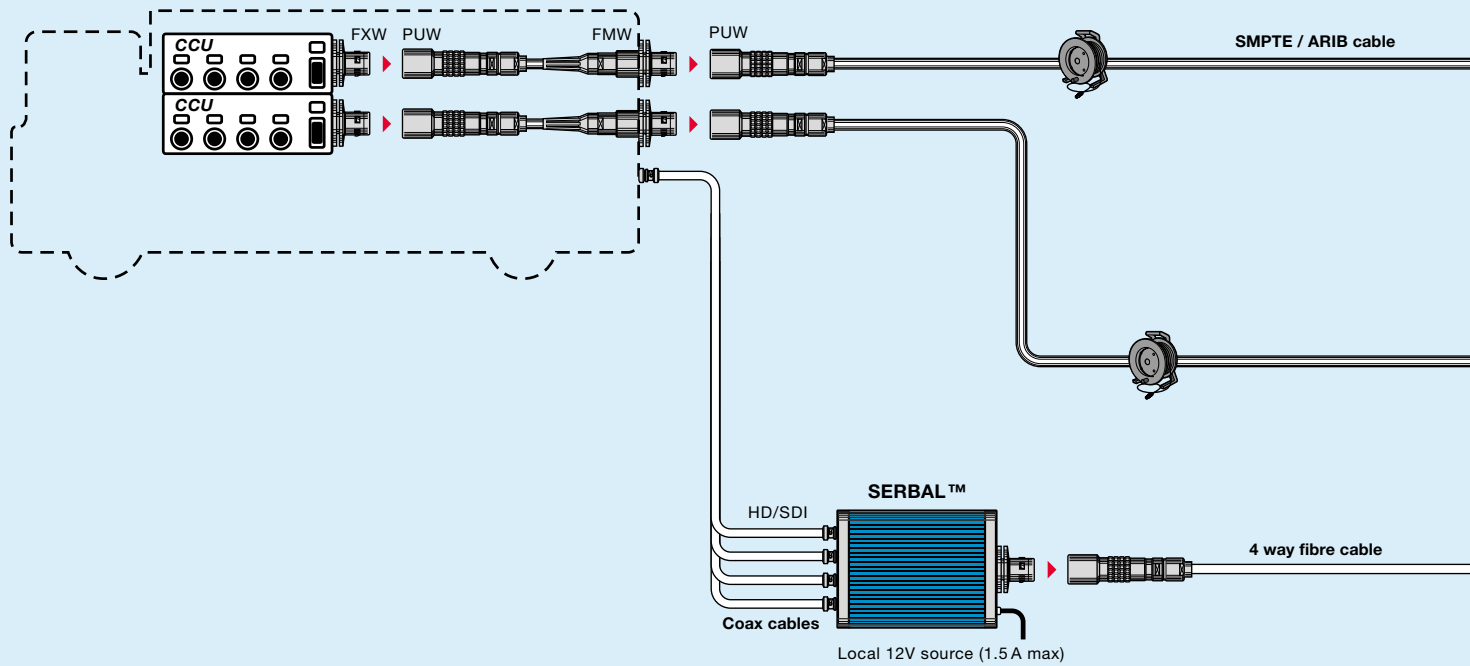 FXW
PUW
FMW
PUW
SMPTE / ARIB cable
CCU
CCU
SERBAL™
HD/SDI
4 way fibre cable
Coax cables
Local 12V source (1.5 A max)